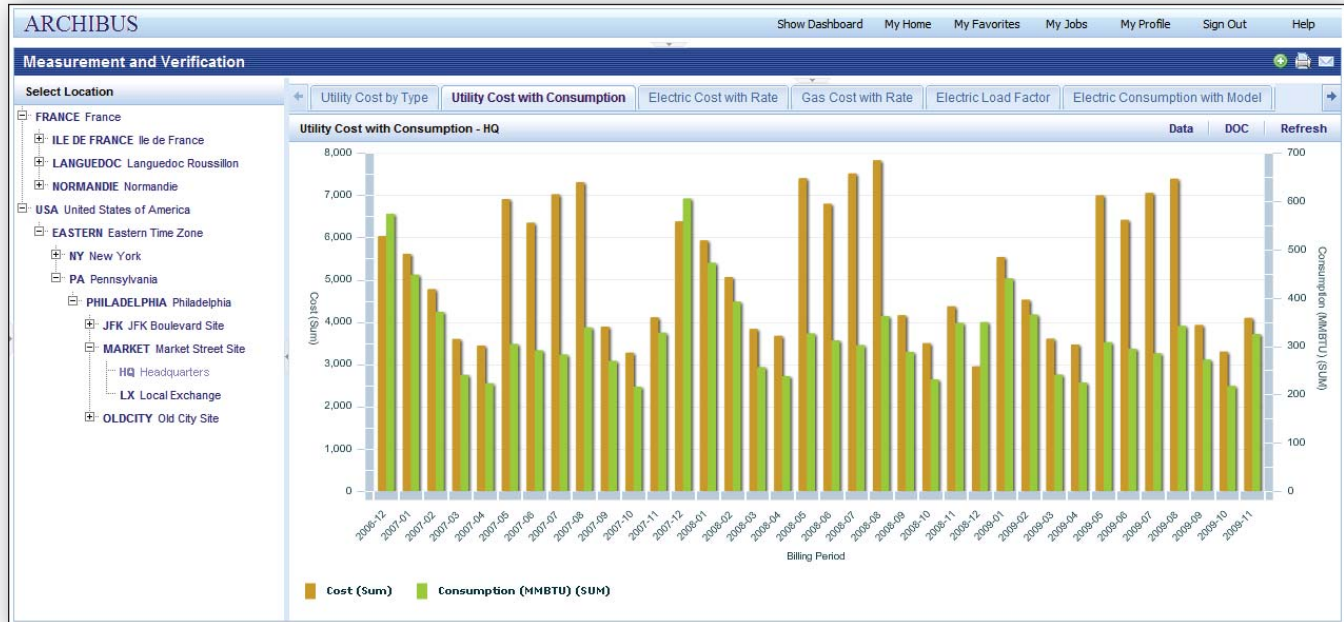 ARCHIBUS
Show Dashboard My Home My Favorites My Jobs My Profile Sign Out Help
Measurement and Verification
Select Location
Utility Cost by Type Utility Cost with Consumption Electric Cost with Rate Gas Cost with Rate Electric Load Factor Electric Consumption with Model
FRANCE France
ILE DE FRANCE Ile de France
LANGUEDOC Languedoc Roussillon
NORMANDIE Normandie
USA United States of America
EASTERN Eastern Time Zone
NY New York
PA Pennsylvania
PHILADELPHIA Philadelphia
JFK JFK Boulevard Site
MARKET Market Street Site
HQ Headquarters
LX Local Exchange
OLDCITY Old City Site
Utility Cost with Consumption - HQ
Data DOC Refresh
8,000
7,000
6,000
5,000
4,000
3,000
2,000
1,000
0
Cost (Sum)
700
600
500
400
300
200
100
0
Consumption (MMBTU) (SUM)
2006-12 2007-01 2007-02 2007-03 2007-04 2007-05 2007-06 2007-07 2007-08 2007-09 2007-10 2007-11 2007-12 2008-01 2008-02 2008-03 2008-04 2008-05 2008-06 2008-07 2008-08 2008-09 2008-10 2008-11 2008-12 2009-01 2009-02 2009-03 2009-04 2009-05 2009-06 2009-07 2009-08 2009-09 2009-10 2009-11
Billing Period
Cost (Sum) Consumption (MMBTU) (SUM)